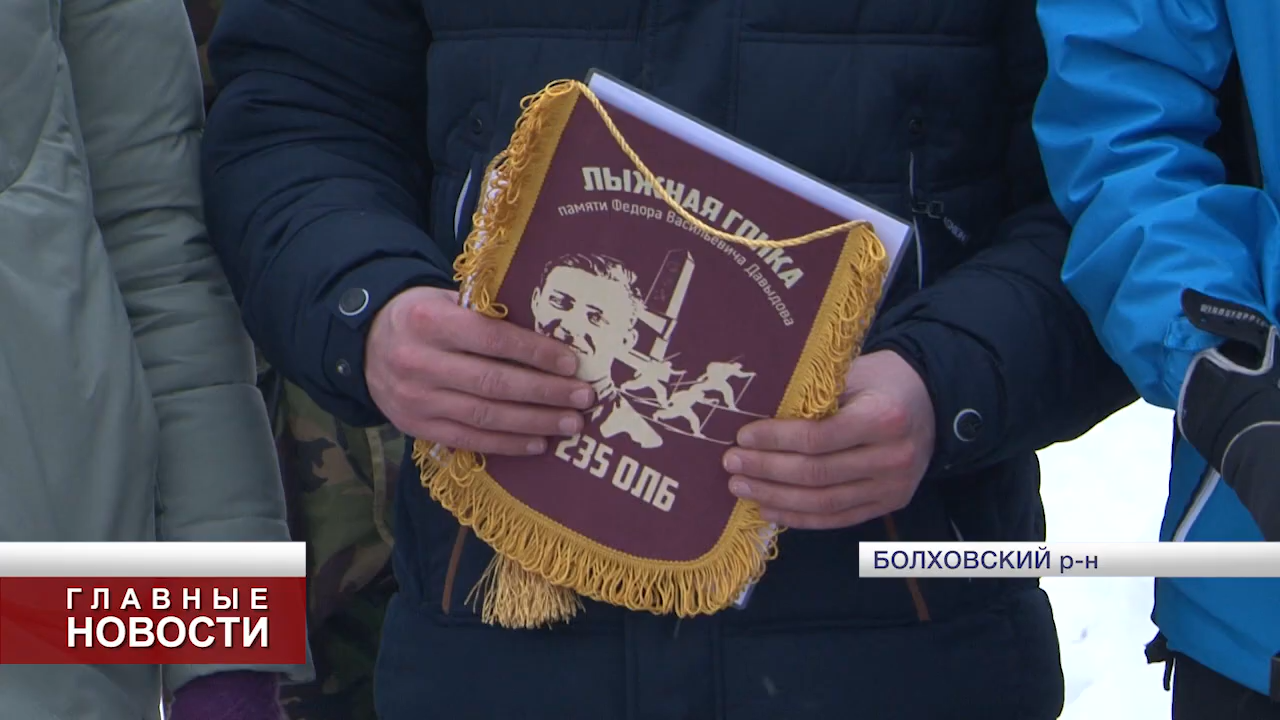 ЛЫЖНАЯ ГОНКА
памяти Федора Васильевича Давыдова
235 ОЛБ
БОЛХОВСКИЙ р-н
ГЛАВНЫЕ
НОВОСТИ